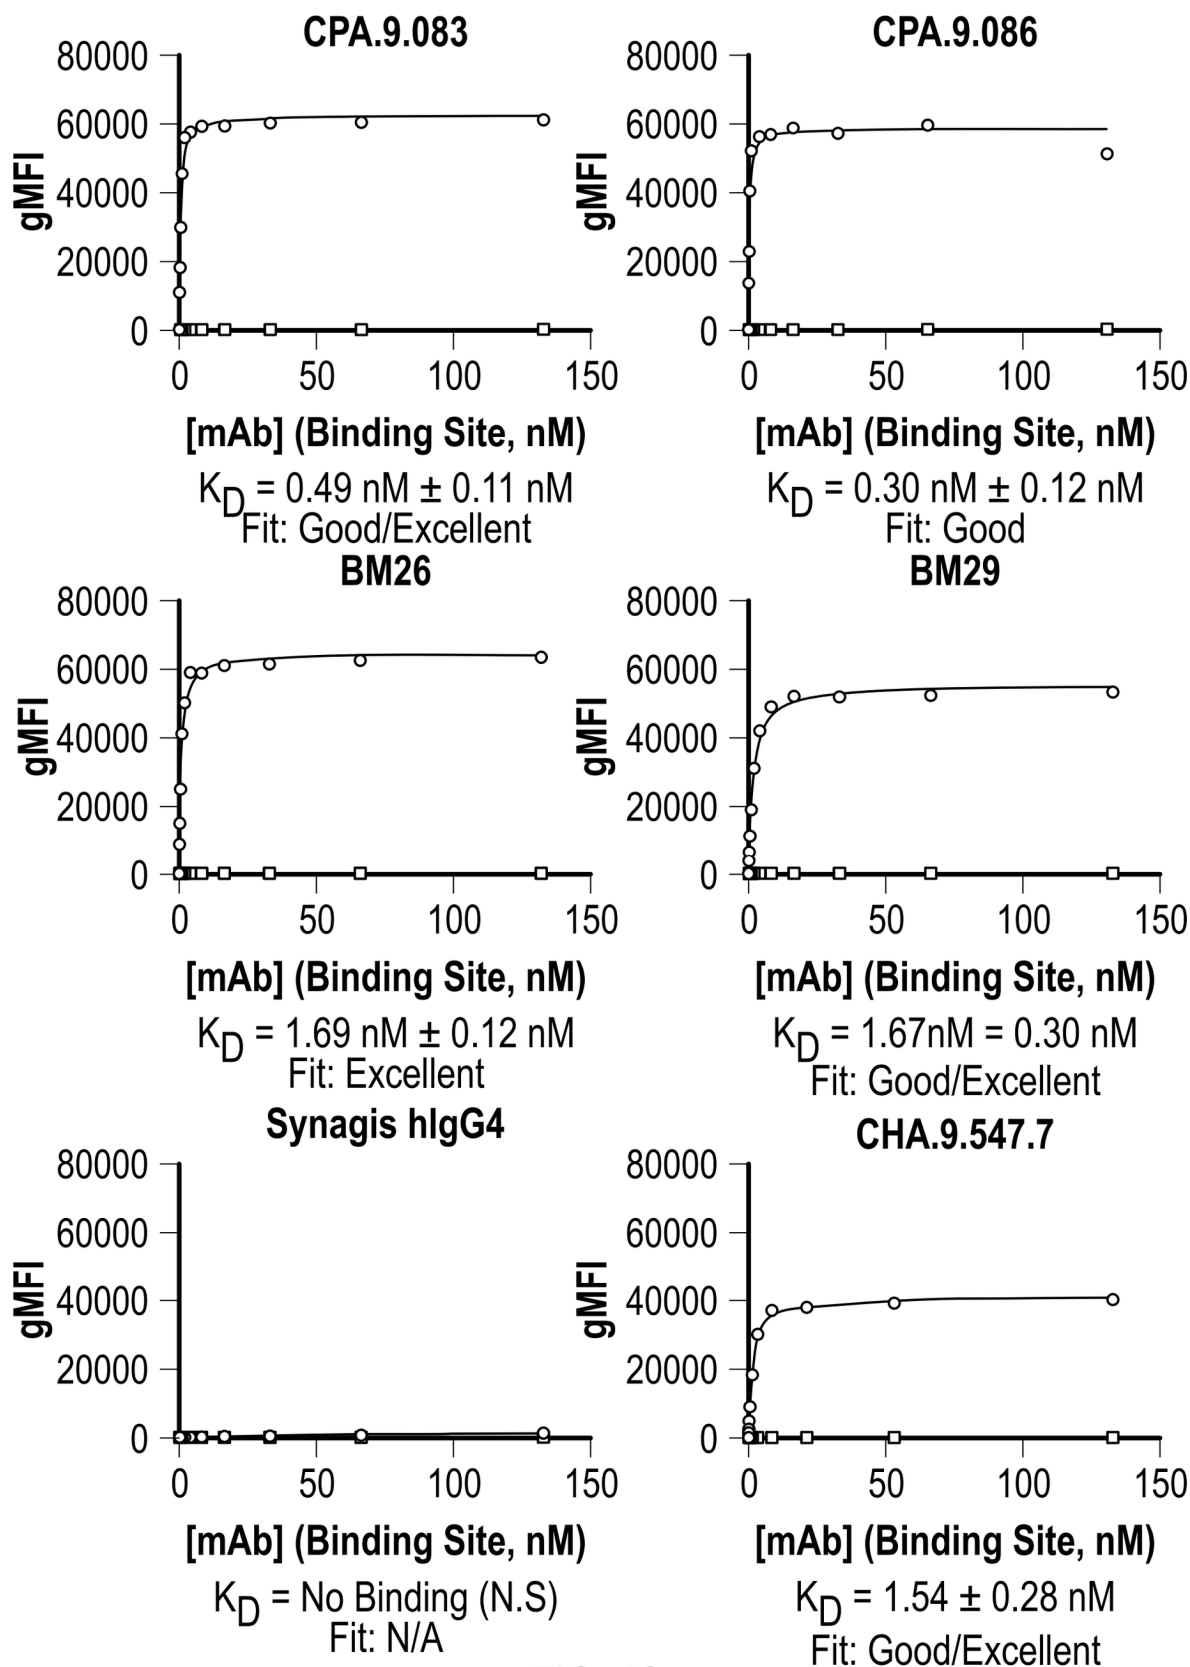 CPA.9.083
80000
60000
40000
20000
0
gMFI
0 50 100 150
[mAb] (Binding Site, nM)
KD = 0.49 nM ± 0.11 nM
Fit: Good/Excellent
CPA.9.086
80000
60000
40000
20000
0
gMFI
0 50 100 150
[mAb] (Binding Site, nM)
KD = 0.30 nM ± 0.12 nM
Fit: Good
BM26
80000
60000
40000
20000
0
gMFI
0 50 100 150
[mAb] (Binding Site, nM)
KD = 1.69 nM ± 0.12 nM
Fit: Excellent
BM29
80000
60000
40000
20000
0
gMFI
0 50 100 150
[mAb] (Binding Site, nM)
KD = 1.67nM = 0.30 nM
Fit: Good/Excellent
Synagis hIgG4
80000
60000
40000
20000
0
gMFI
0 50 100 150
[mAb] (Binding Site, nM)
KD = No Binding (N.S)
Fit: N/A
CHA.9.547.7
80000
60000
40000
20000
0
gMFI
0 50 100 150
[mAb] (Binding Site, nM)
KD = 1.54 ± 0.28 nM
Fit: Good/Excellent